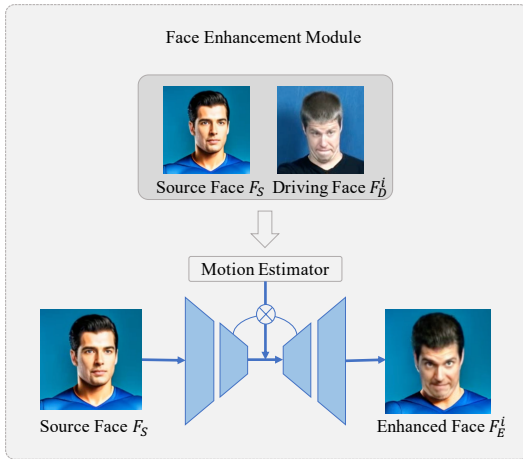 Face Enhancement Module
Source Face F_S Driving Face F_D^i
Motion Estimator
Source Face F_S Enhanced Face F_E^i